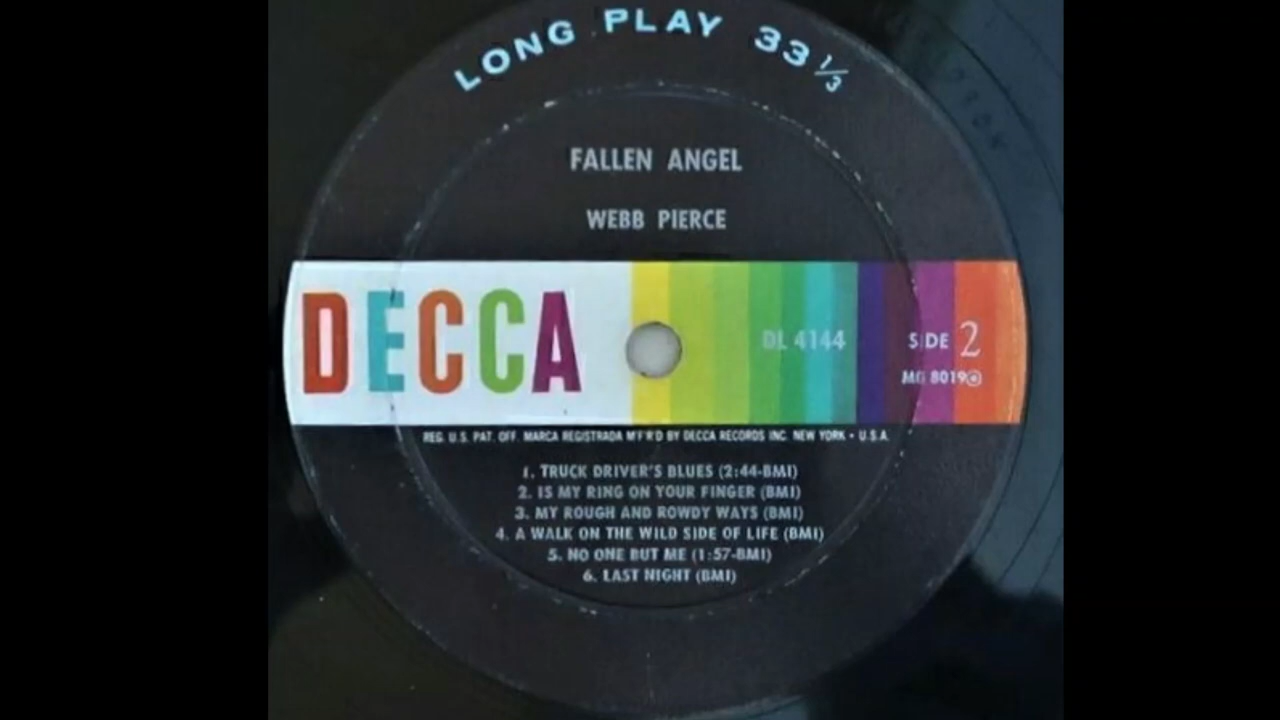 LONG PLAY 33 1/3
FALLEN ANGEL
WEBB PIERCE
DECCA
DL 4144
SIDE 2
MG 8019
REG. U.S. PAT. OFF. MARCA REGISTRADA M'F'R'D BY DECCA RECORDS INC. NEW YORK • U.S.A.
1. TRUCK DRIVER'S BLUES (2:44-BMI)
2. IS MY RING ON YOUR FINGER (BMI)
3. MY ROUGH AND ROWDY WAYS (BMI)
4. A WALK ON THE WILD SIDE OF LIFE (BMI)
5. NO ONE BUT ME (1:57-BMI)
6. LAST NIGHT (BMI)